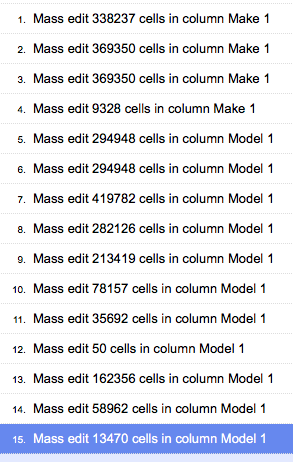 1. Mass edit 338237 cells in column Make 1
2. Mass edit 369350 cells in column Make 1
3. Mass edit 369350 cells in column Make 1
4. Mass edit 9328 cells in column Make 1
5. Mass edit 294948 cells in column Model 1
6. Mass edit 294948 cells in column Model 1
7. Mass edit 419782 cells in column Model 1
8. Mass edit 282126 cells in column Model 1
9. Mass edit 213419 cells in column Model 1
10. Mass edit 78157 cells in column Model 1
11. Mass edit 35692 cells in column Model 1
12. Mass edit 50 cells in column Model 1
13. Mass edit 162356 cells in column Model 1
14. Mass edit 58962 cells in column Model 1
15. Mass edit 13470 cells in column Model 1